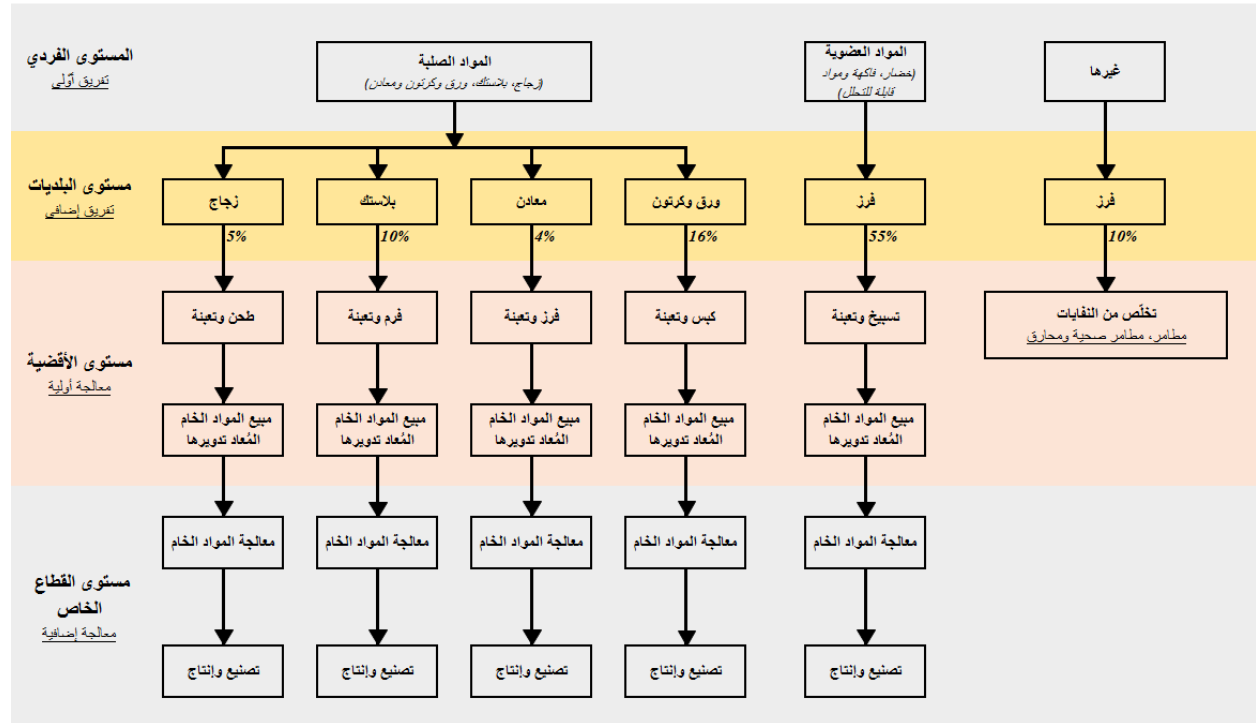 المستوى الفردي
تفريق أوّلي
المواد الصلبة
(زجاج، بلاستك، ورق وكرتون ومعادن)
المواد العضوية
(خضار، فاكهة ومواد
قابلة للتحلل)
غيرها
مستوى البلديات
تفريق إضافي
زجاج
بلاستك
معادن
ورق وكرتون
فرز
فرز
5%
10%
4%
16%
55%
10%
مستوى الأقضية
معالجة أولية
طحن وتعبئة
فرم وتعبئة
فرز وتعبئة
كبس وتعبئة
تسبيخ وتعبئة
تخلّص من النفايات
مطامر، مطامر صحية ومحارق
مبيع المواد الخام
المُعاد تدويرها
مبيع المواد الخام
المُعاد تدويرها
مبيع المواد الخام
المُعاد تدويرها
مبيع المواد الخام
المُعاد تدويرها
مبيع المواد الخام
المُعاد تدويرها
مستوى القطاع
الخاص
معالجة إضافية
معالجة المواد الخام
معالجة المواد الخام
معالجة المواد الخام
معالجة المواد الخام
معالجة المواد الخام
تصنيع وإنتاج
تصنيع وإنتاج
تصنيع وإنتاج
تصنيع وإنتاج
تصنيع وإنتاج